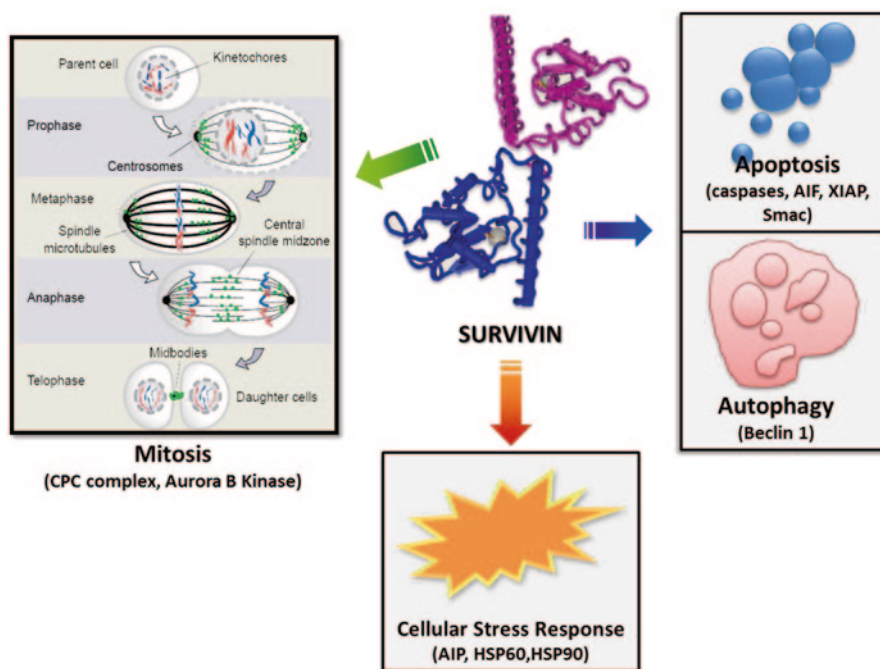 Parent cell
Kinetochores
Prophase
Centrosomes
Metaphase
Spindle
microtubules
Central
spindle midzone
Anaphase
Midbodies
Telophase
Daughter cells
Mitosis
(CPC complex, Aurora B Kinase)
SURVIVIN
Apoptosis
(caspases, AIF, XIAP,
Smac)
Autophagy
(Beclin 1)
Cellular Stress Response
(AIP, HSP60,HSP90)